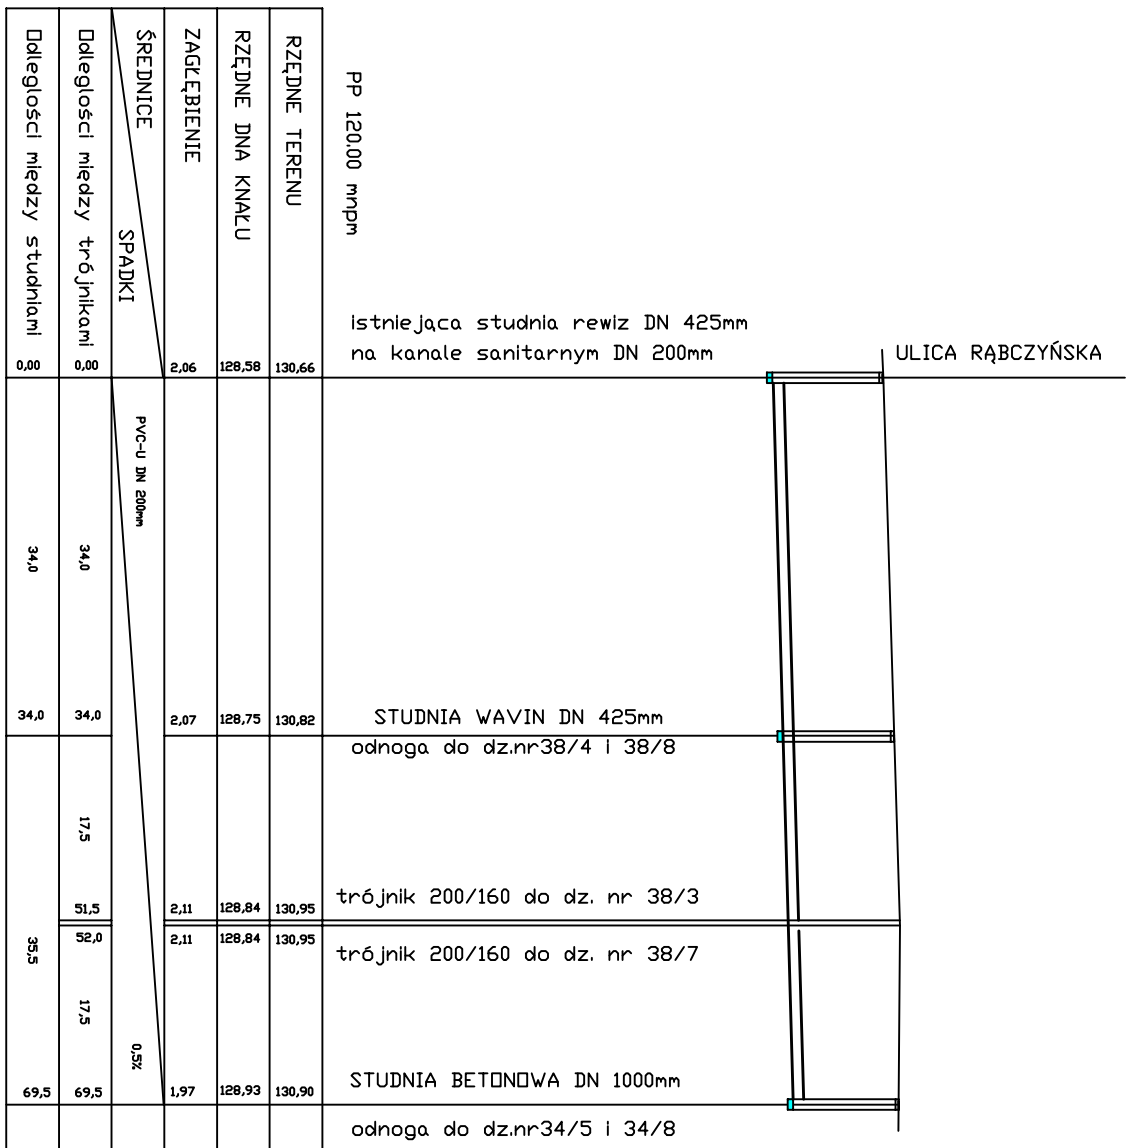 PP 120.00 mnpm
RZĘDNE TERENU
RZĘDNE DNA KNAŁU
ZAGŁĘBIENIE
ŚREDNICE
SPADKI
Odleglości między trójnikami
Odleglości między studniami
istniejąca studnia rewiz DN 425mm
na kanale sanitarnym DN 200mm
ULICA RĄBCZYŃSKA
0,00 0,00 2,06 128,58 130,66
PVC-U DN 200mm
34,0 34,0
34,0 34,0 2,07 128,75 130,82
STUDNIA WAVIN DN 425mm
odnoga do dz.nr38/4 i 38/8
17,5
51,5 2,11 128,84 130,95
trójnik 200/160 do dz. nr 38/3
52,0 2,11 128,84 130,95
trójnik 200/160 do dz. nr 38/7
35,5
17,5
0,5%
69,5 69,5 1,97 128,93 130,90
STUDNIA BETONOWA DN 1000mm
odnoga do dz.nr34/5 i 34/8